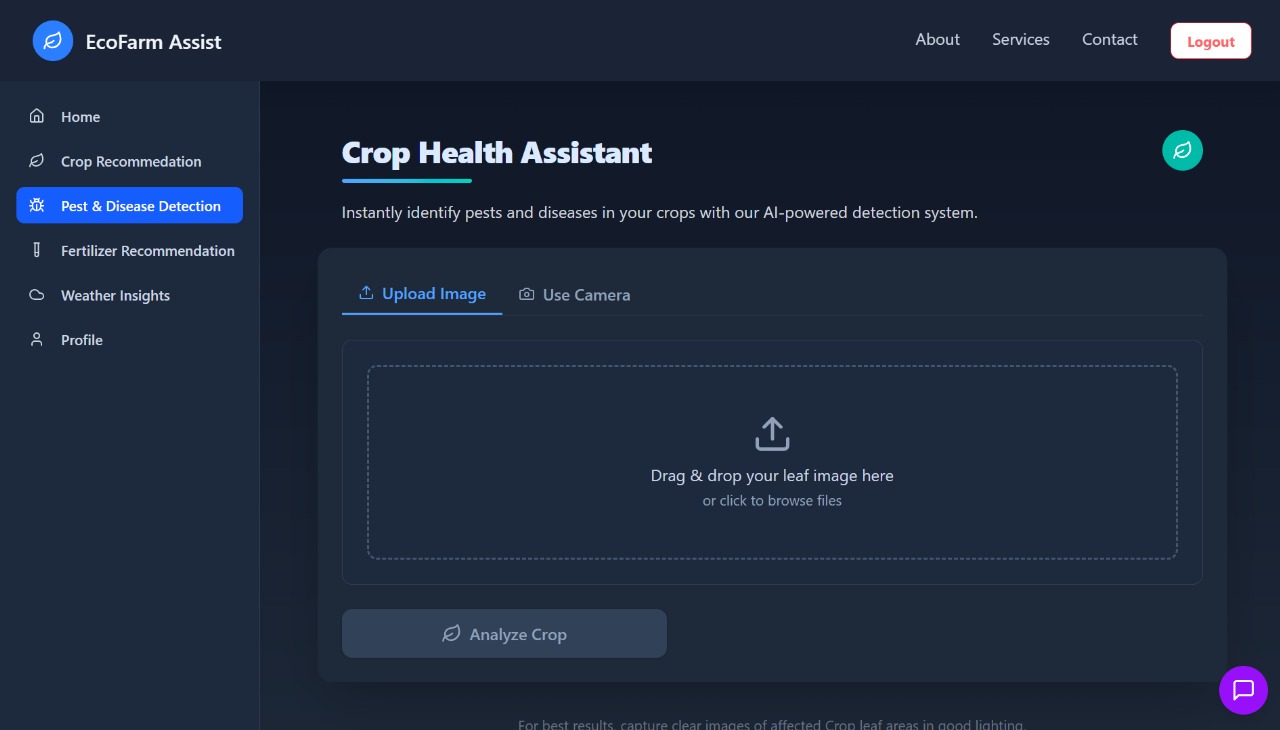 EcoFarm Assist
About
Services
Contact
Logout
Home
Crop Recommedation
Pest & Disease Detection
Fertilizer Recommendation
Weather Insights
Profile
Crop Health Assistant
Instantly identify pests and diseases in your crops with our AI-powered detection system.
Upload Image
Use Camera
Drag & drop your leaf image here
or click to browse files
Analyze Crop
For best results, capture clear images of affected Crop leaf areas in good lighting.